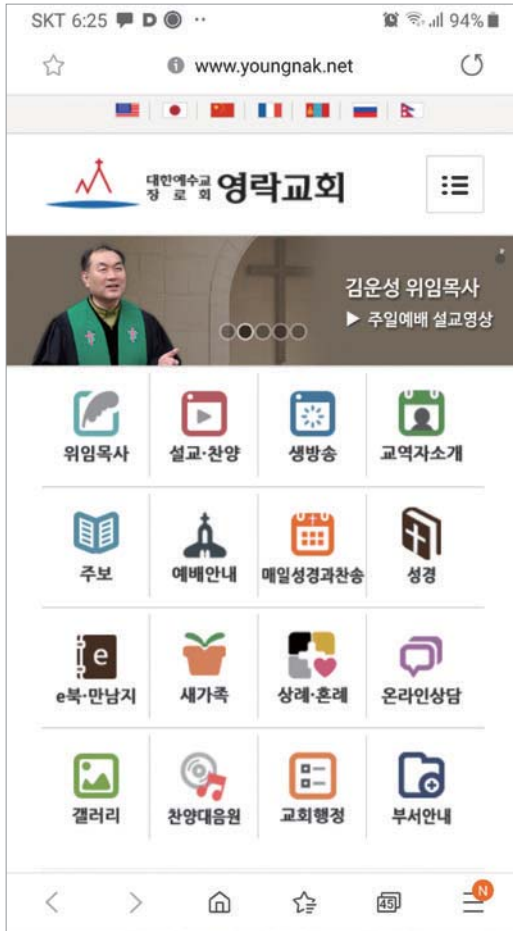 SKT 6:25 D
94%
www.youngnak.net
대한예수교
장로회
영락교회
김운성 위임목사
▶ 주일예배 설교영상
위임목사 설교·찬양 생방송 교역자소개
주보 예배안내 매일성경과찬송 성경
e
e북·만남지 새가족 상례·혼례 온라인상담
갤러리 찬양대음원 교회행정 부서안내
45 N